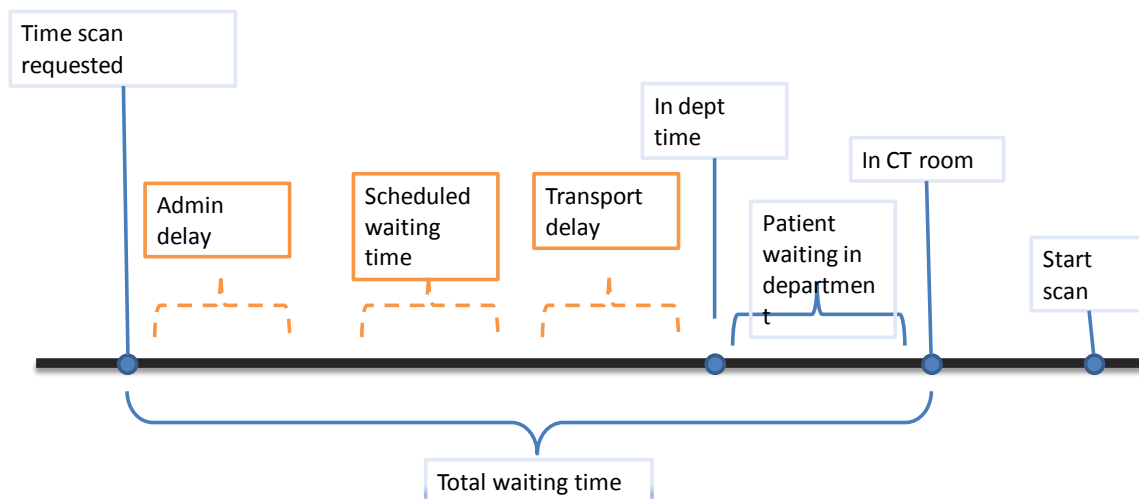 Time scan
requested
In dept
time
In CT room
Admin
delay
Scheduled
waiting
time
Transport
delay
Patient
waiting in
departmen
t
Start
scan
Total waiting time